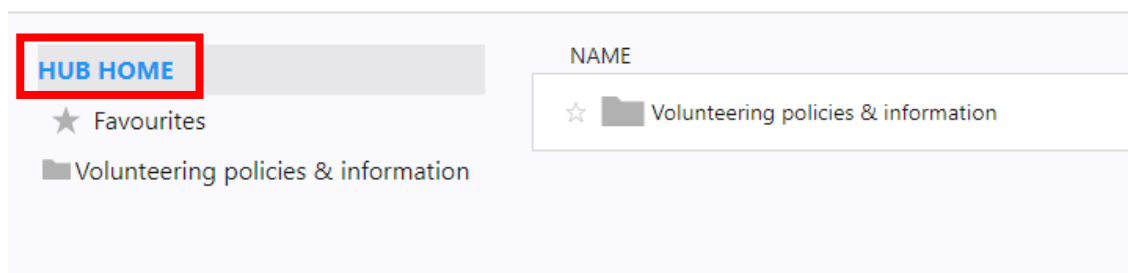 HUB HOME
Favourites
Volunteering policies & information
NAME
Volunteering policies & information